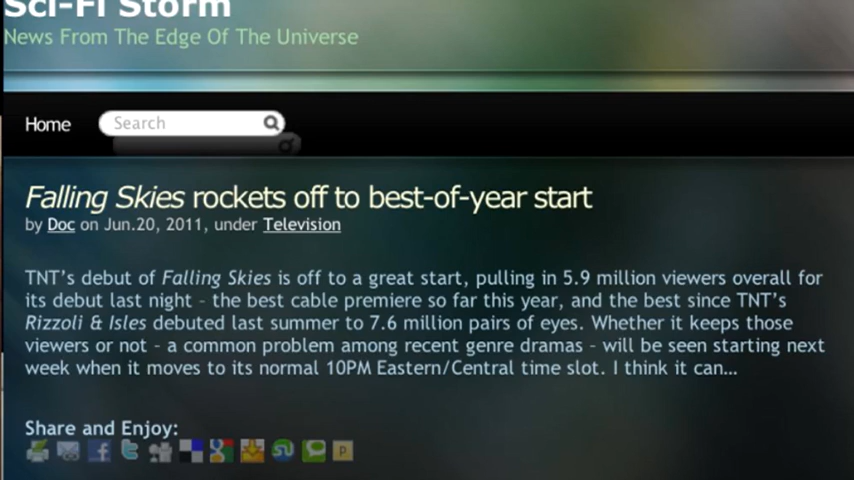 Sci-Fi Storm
News From The Edge Of The Universe
Home
Search
Falling Skies rockets off to best-of-year start
by Doc on Jun.20, 2011, under Television
TNT's debut of Falling Skies is off to a great start, pulling in 5.9 million viewers overall for
its debut last night - the best cable premiere so far this year, and the best since TNT's
Rizzoli & Isles debuted last summer to 7.6 million pairs of eyes. Whether it keeps those
viewers or not - a common problem among recent genre dramas - will be seen starting next
week when it moves to its normal 10PM Eastern/Central time slot. I think it can...
Share and Enjoy: